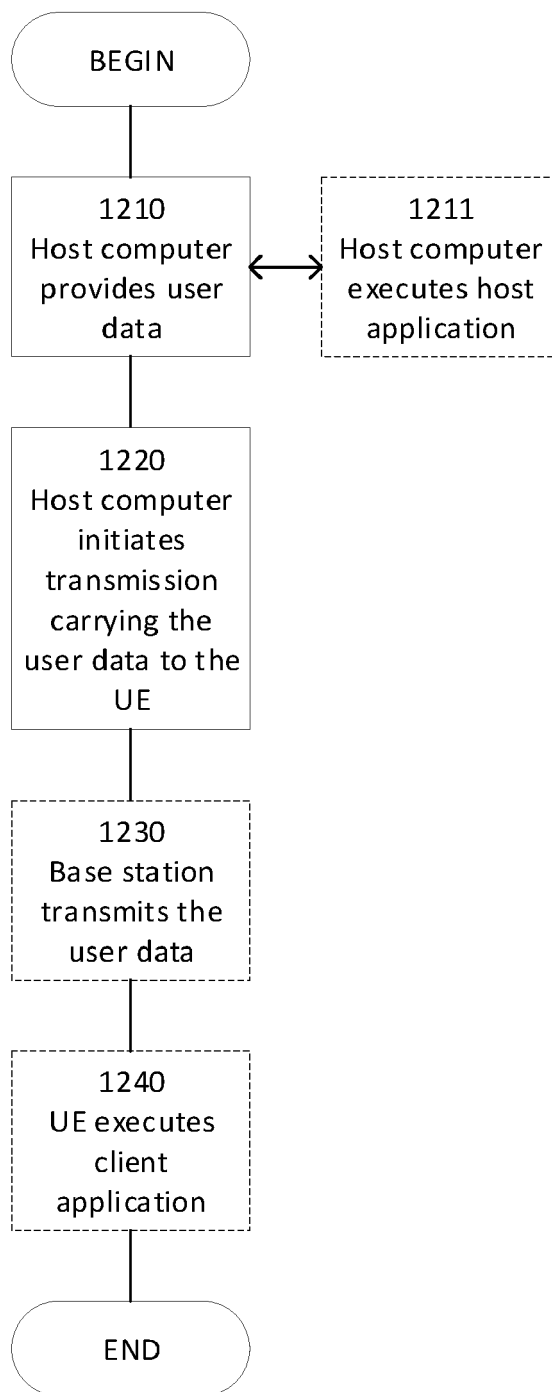 BEGIN
1210
Host computer
provides user
data
1211
Host computer
executes host
application
1220
Host computer
initiates
transmission
carrying the
user data to the
UE
1230
Base station
transmits the
user data
1240
UE executes
client
application
END